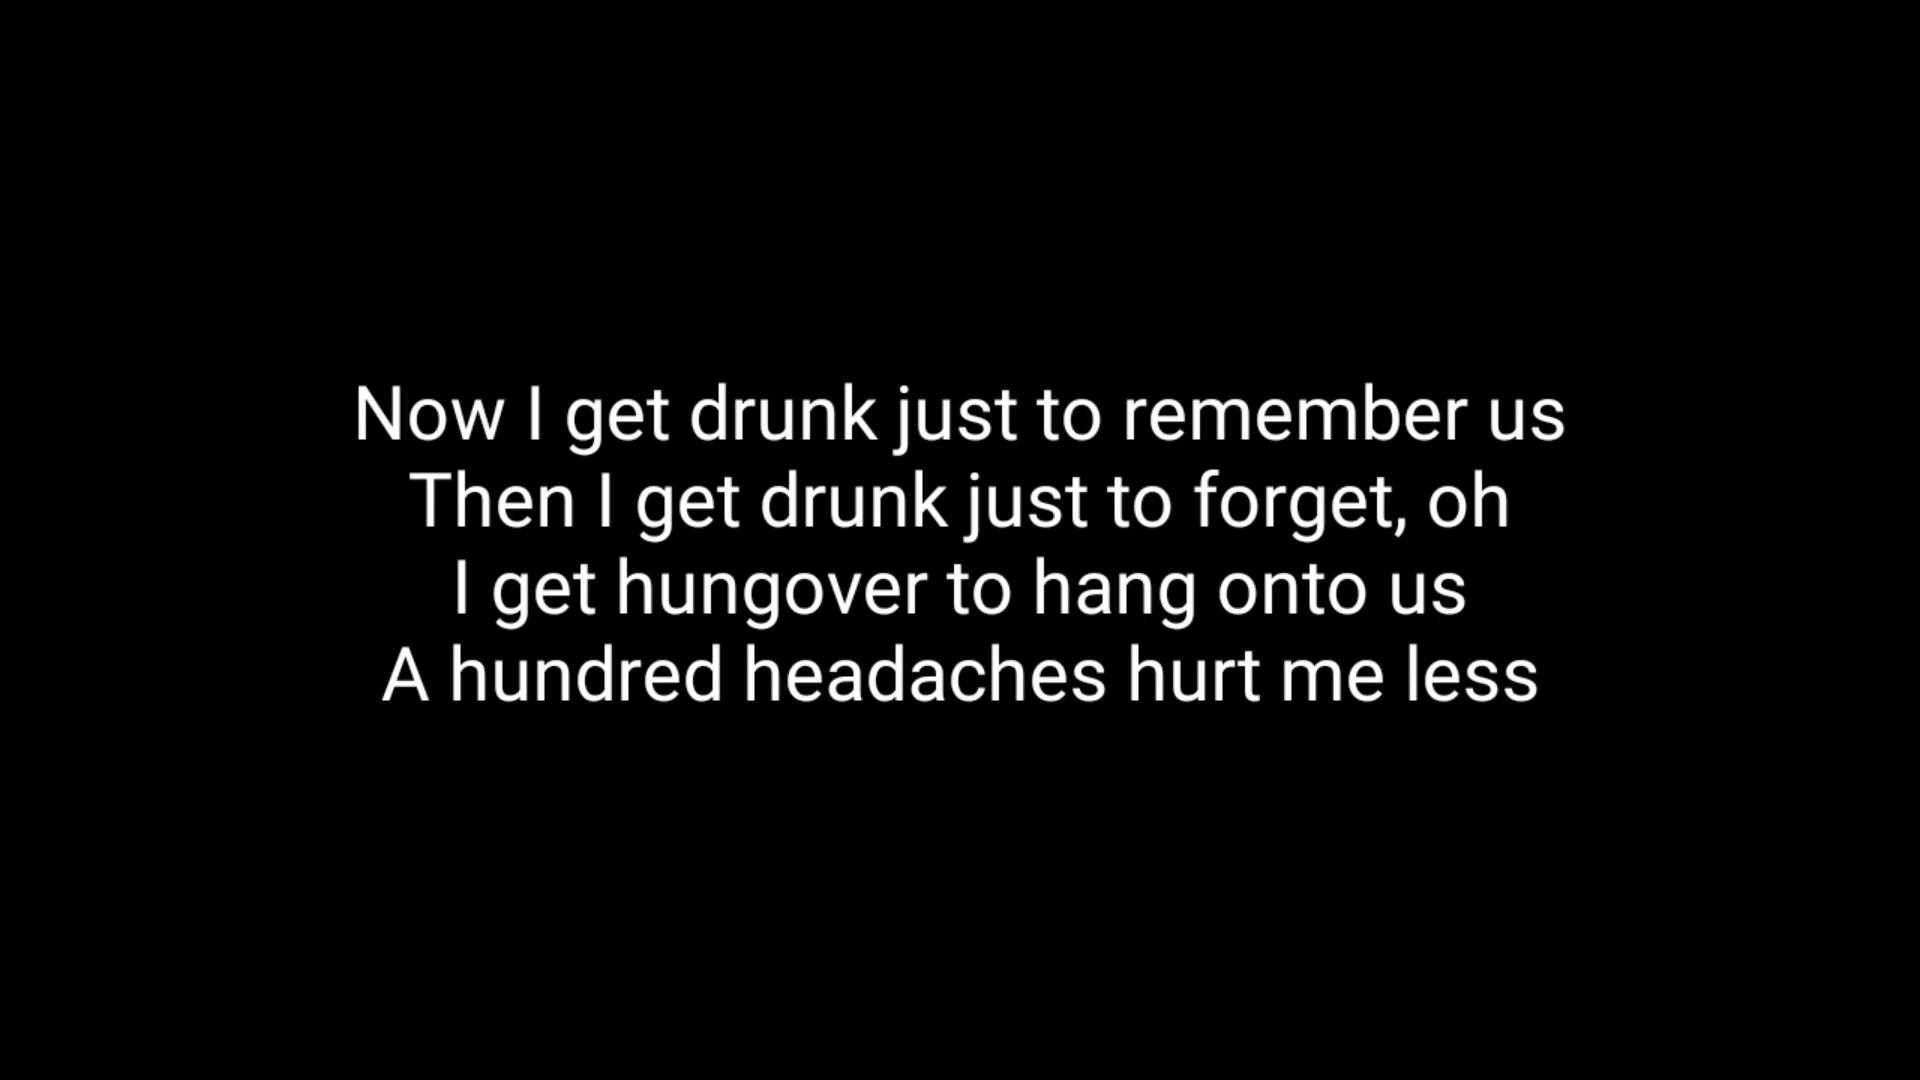 Now I get drunk just to remember us
Then I get drunk just to forget, oh
I get hungover to hang onto us
A hundred headaches hurt me less